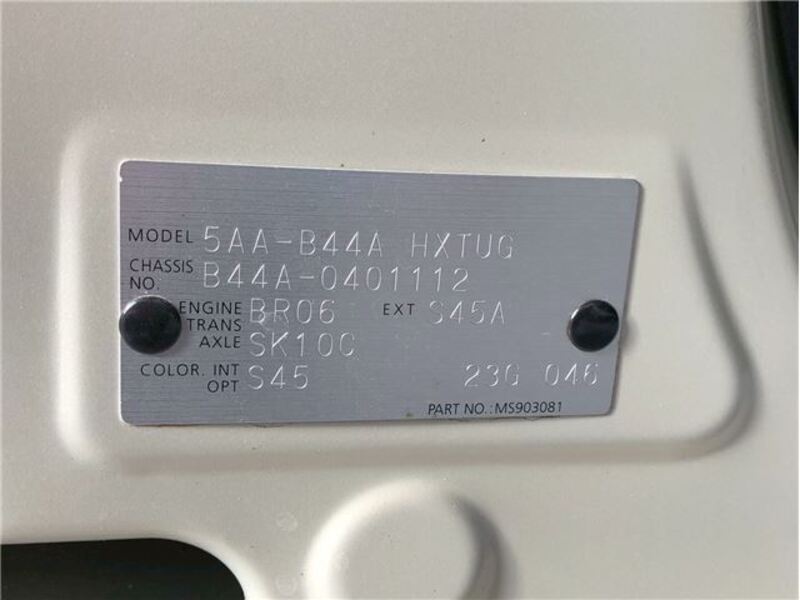 MODEL 5AA-B44A HXTUG
CHASSIS NO. B44A-0401112
ENGINE BR06 EXT S45A
TRANS AXLE SK10C
COLOR. INT OPT S45 23G 046
PART NO.:MS903081